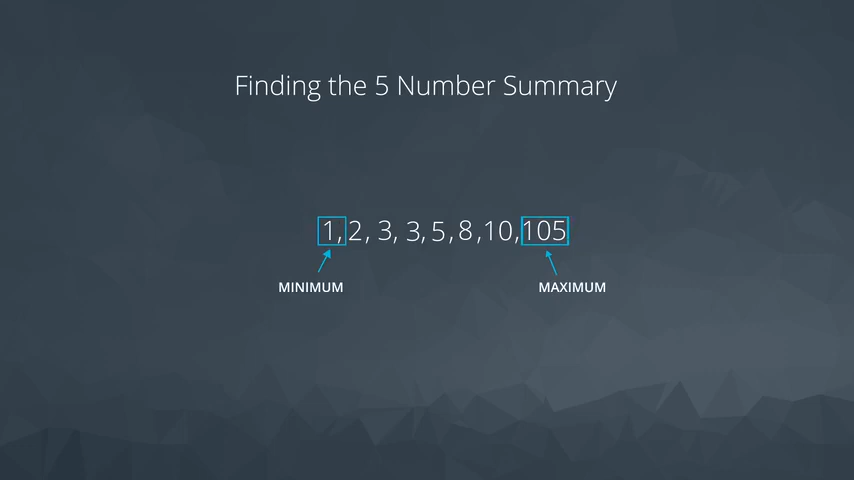 Finding the 5 Number Summary
1, 2, 3, 3, 5, 8, 10, 105
MINIMUM MAXIMUM